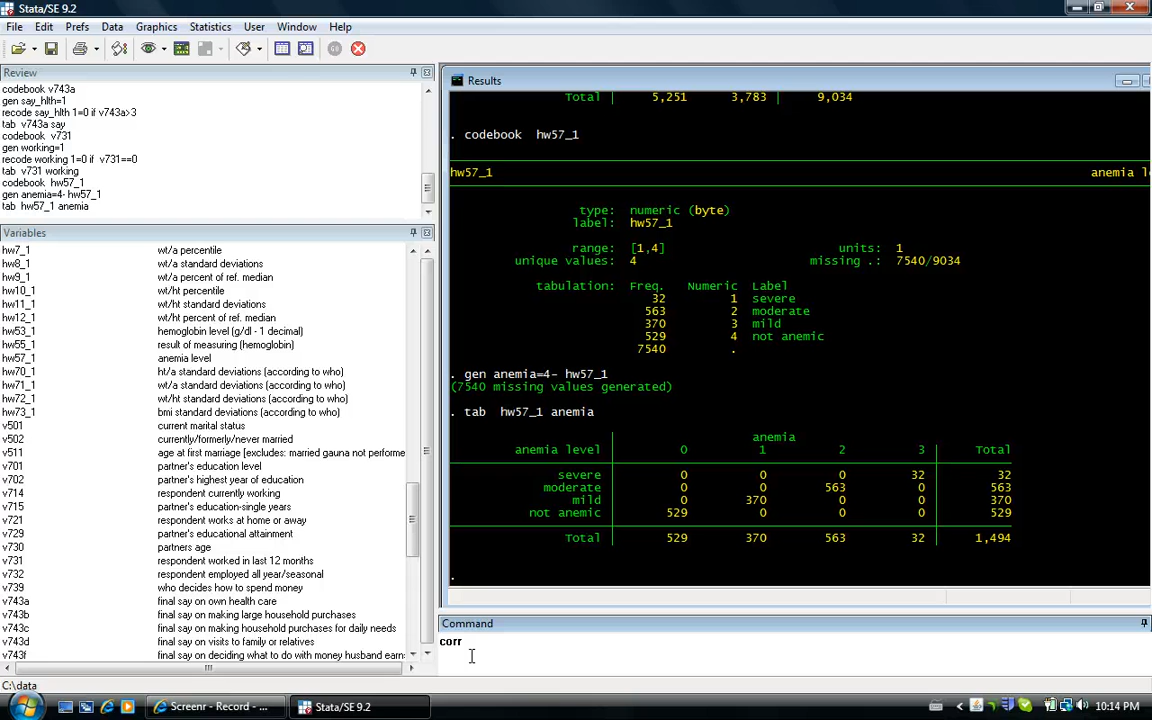 Stata/SE 9.2
File Edit Prefs Data Graphics Statistics User Window Help
Review
codebook v743a
gen say_hlth=1
recode say_hlth 1=0 if v743a>3
tab v743a say
codebook v731
gen working=1
recode working 1=0 if v731==0
tab v731 working
codebook hw57_1
gen anemia=4- hw57_1
tab hw57_1 anemia
Variables
hw7_1 wt/a percentile
hw8_1 wt/a standard deviations
hw9_1 wt/a percent of ref. median
hw10_1 wt/ht percentile
hw11_1 wt/ht standard deviations
hw12_1 wt/ht percent of ref. median
hw53_1 hemoglobin level (g/dl - 1 decimal)
hw55_1 result of measuring (hemoglobin)
hw57_1 anemia level
hw70_1 ht/a standard deviations (according to who)
hw71_1 wt/a standard deviations (according to who)
hw72_1 wt/ht standard deviations (according to who)
hw73_1 bmi standard deviations (according to who)
v501 current marital status
v502 currently/formerly/never married
v511 age at first marriage [excludes: married gauna not performe
v701 partner's education level
v702 partner's highest year of education
v714 respondent currently working
v715 partner's education-single years
v721 respondent works at home or away
v729 partner's educational attainment
v730 partners age
v731 respondent worked in last 12 months
v732 respondent employed all year/seasonal
v739 who decides how to spend money
v743a final say on own health care
v743b final say on making large household purchases
v743c final say on making household purchases for daily needs
v743d final say on visits to family or relatives
v743f final say on deciding what to do with money husband earn
Results
Total 5,251 3,783 9,034
. codebook hw57_1
hw57_1 anemia l
type: numeric (byte)
label: hw57_1
range: [1,4] units: 1
unique values: 4 missing .: 7540/9034
tabulation: Freq. Numeric Label
32 1 severe
563 2 moderate
370 3 mild
529 4 not anemic
7540 .
. gen anemia=4- hw57_1
(7540 missing values generated)
. tab hw57_1 anemia
anemia
anemia level 0 1 2 3 Total
severe 0 0 0 32 32
moderate 0 0 563 0 563
mild 0 370 0 0 370
not anemic 529 0 0 0 529
Total 529 370 563 32 1,494
.
Command
corr
C:\data
Screenr - Record - ... Stata/SE 9.2 10:14 PM